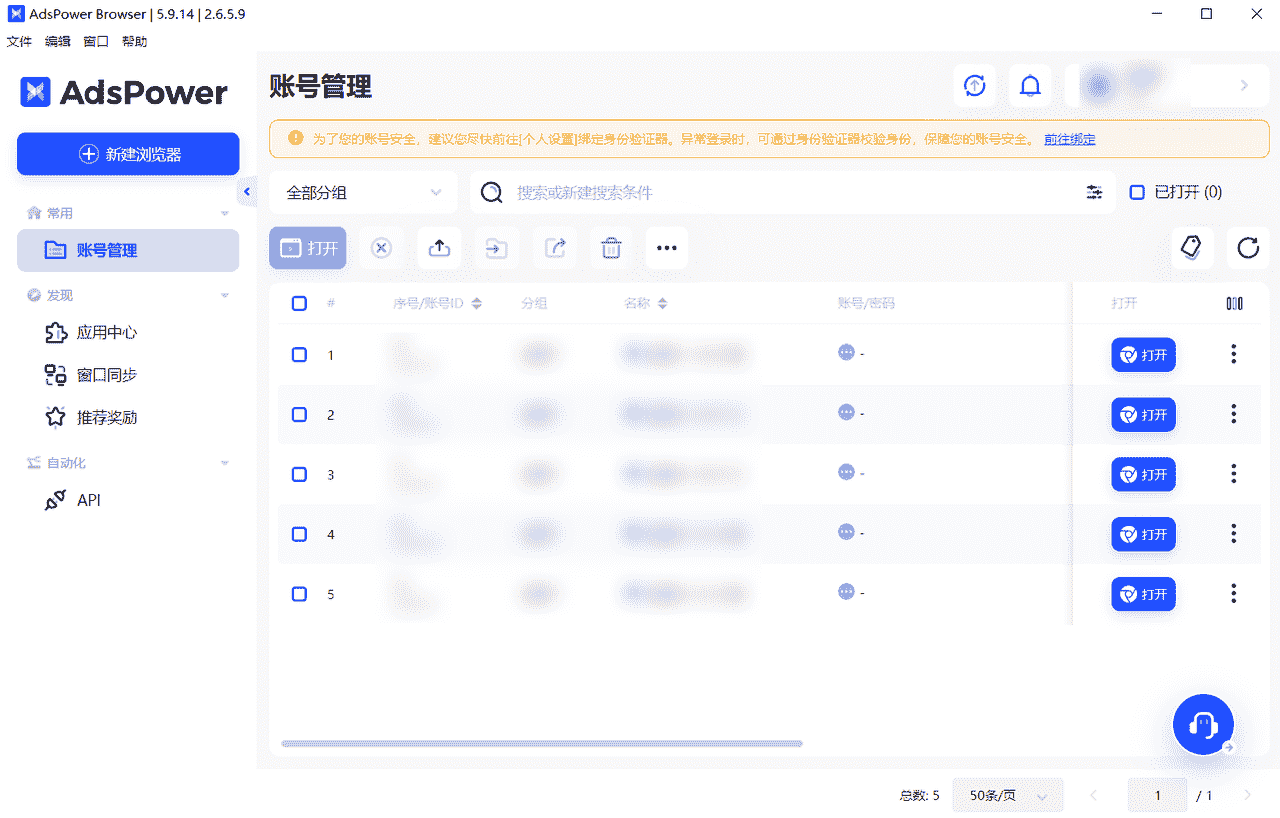 AdsPower Browser | 5.9.14 | 2.6.5.9
文件 编辑 窗口 帮助
AdsPower
新建浏览器
常用
账号管理
发现
应用中心
窗口同步
推荐奖励
自动化
API
账号管理
为了您的账号安全，建议您尽快前往[个人设置]绑定身份验证器。异常登录时，可通过身份验证器校验身份，保障您的账号安全。 前往绑定
全部分组 搜索或新建搜索条件 已打开 (0)
打开
# 序号/账号ID 分组 名称 账号/密码 打开
1 - 打开
2 - 打开
3 - 打开
4 - 打开
5 - 打开
总数: 5 50条/页 1 / 1